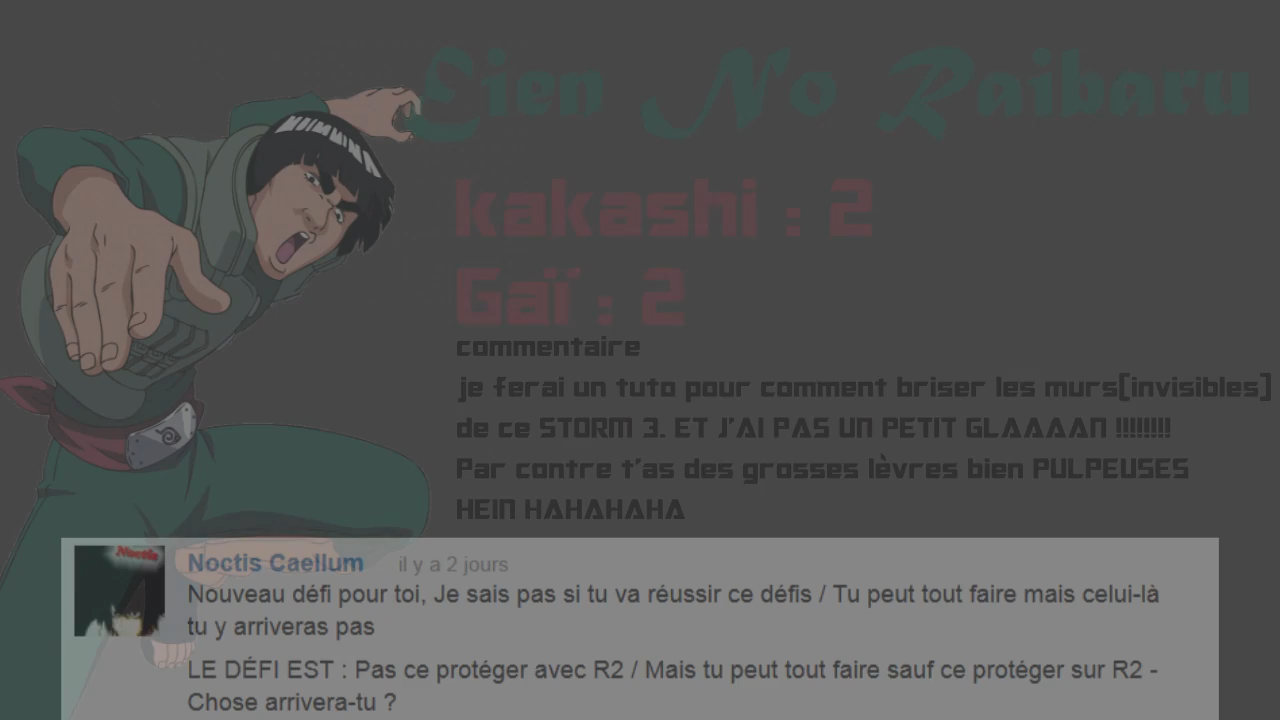 Eien No Raibaru
kakashi : 2
Gaï : 2
commentaire
je ferai un tuto pour comment briser les murs[invisibles]
de ce STORM 3. ET J'AI PAS UN PETIT GLAAAAN !!!!!!!!
Par contre t'as des grosses lèvres bien PULPEUSES
HEIN HAHAHAHA
Noctis
Noctis Caellum il y a 2 jours
Nouveau défi pour toi, Je sais pas si tu va réussir ce défis / Tu peut tout faire mais celui-là
tu y arriveras pas
LE DÉFI EST : Pas ce protéger avec R2 / Mais tu peut tout faire sauf ce protéger sur R2 -
Chose arrivera-tu ?